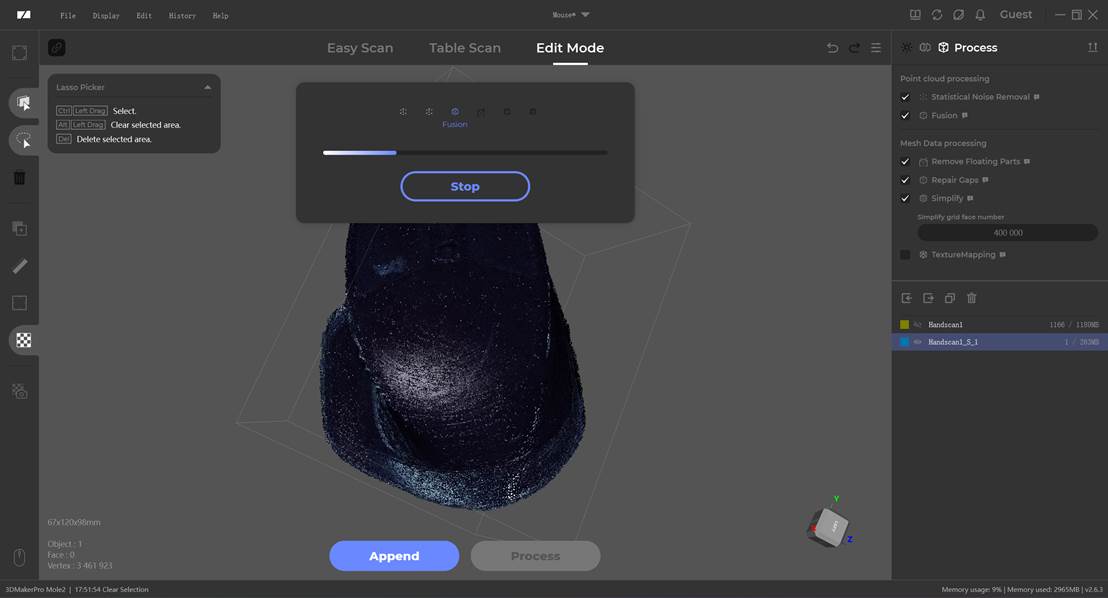 File Display Edit History Help
Mouse*
Guest
Easy Scan Table Scan Edit Mode
Process
Lasso Picker
Ctrl Left Drag Select.
Alt Left Drag Clear selected area.
Del Delete selected area.
Fusion
Stop
Point cloud processing
Statistical Noise Removal
Fusion
Mesh Data processing
Remove Floating Parts
Repair Gaps
Simplify
Simplify grid face number
400 000
TextureMapping
Handscan1 1166 / 1189MB
Handscan1_S_1 1 / 283MB
67x120x98mm
Object : 1
Face : 0
Vertex : 3 461 923
Append
Process
Y
Z
3DMakerPro Mole2 | 17:51:54 Clear Selection
Memory usage: 9% | Memory used: 2965MB | v2.6.3